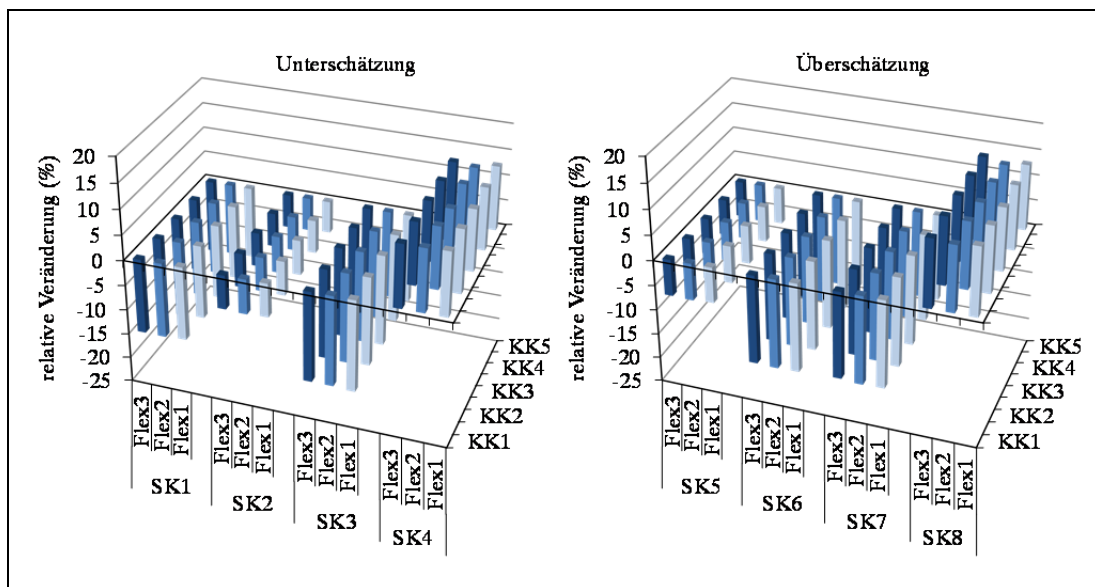 Unterschätzung
relative Veränderung (%)
20
15
10
5
0
-5
-10
-15
-20
-25
KK5
KK4
KK3
KK2
KK1
Flex3
Flex2
Flex1
Flex3
Flex2
Flex1
Flex3
Flex2
Flex1
Flex3
Flex2
Flex1
SK1
SK2
SK3
SK4
Überschätzung
relative Veränderung (%)
20
15
10
5
0
-5
-10
-15
-20
-25
KK5
KK4
KK3
KK2
KK1
Flex3
Flex2
Flex1
Flex3
Flex2
Flex1
Flex3
Flex2
Flex1
Flex3
Flex2
Flex1
SK5
SK6
SK7
SK8